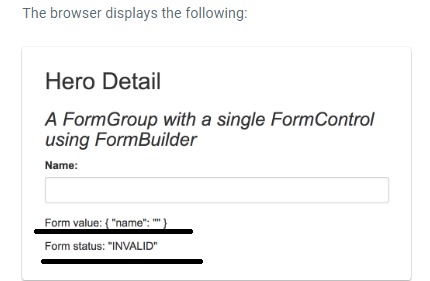 The browser displays the following:
Hero Detail
A FormGroup with a single FormControl
using FormBuilder
Name:
Form value: { "name": "" }
Form status: "INVALID"